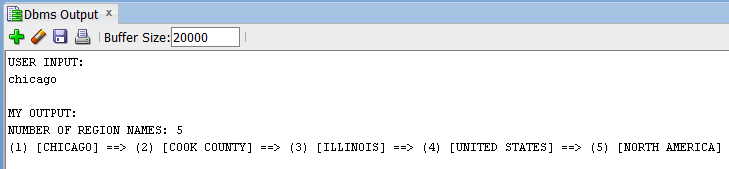 Dbms Output x
Buffer Size: 20000
USER INPUT:
chicago
MY OUTPUT:
NUMBER OF REGION NAMES: 5
(1) [CHICAGO] ==> (2) [COOK COUNTY] ==> (3) [ILLINOIS] ==> (4) [UNITED STATES] ==> (5) [NORTH AMERICA]